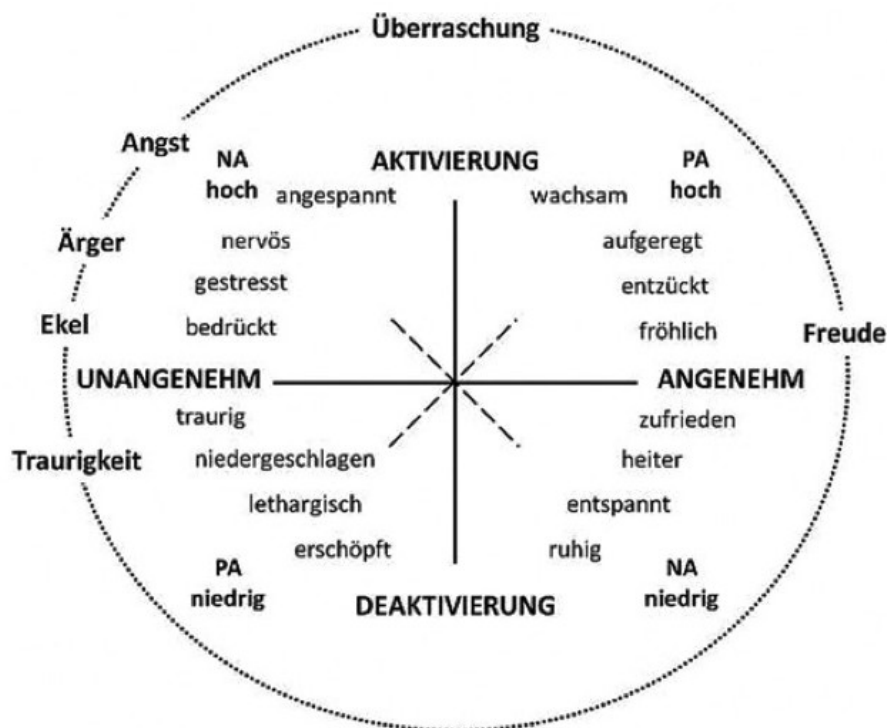 Überraschung
Angst
NA
hoch
AKTIVIERUNG
PA
hoch
angespannt
wachsam
Ärger
nervös
aufgeregt
gestresst
entzückt
Ekel
bedrückt
fröhlich
Freude
UNANGENEHM
ANGENEHM
traurig
zufrieden
Traurigkeit
niedergeschlagen
heiter
lethargisch
entspannt
erschöpft
ruhig
PA
niedrig
DEAKTIVIERUNG
NA
niedrig